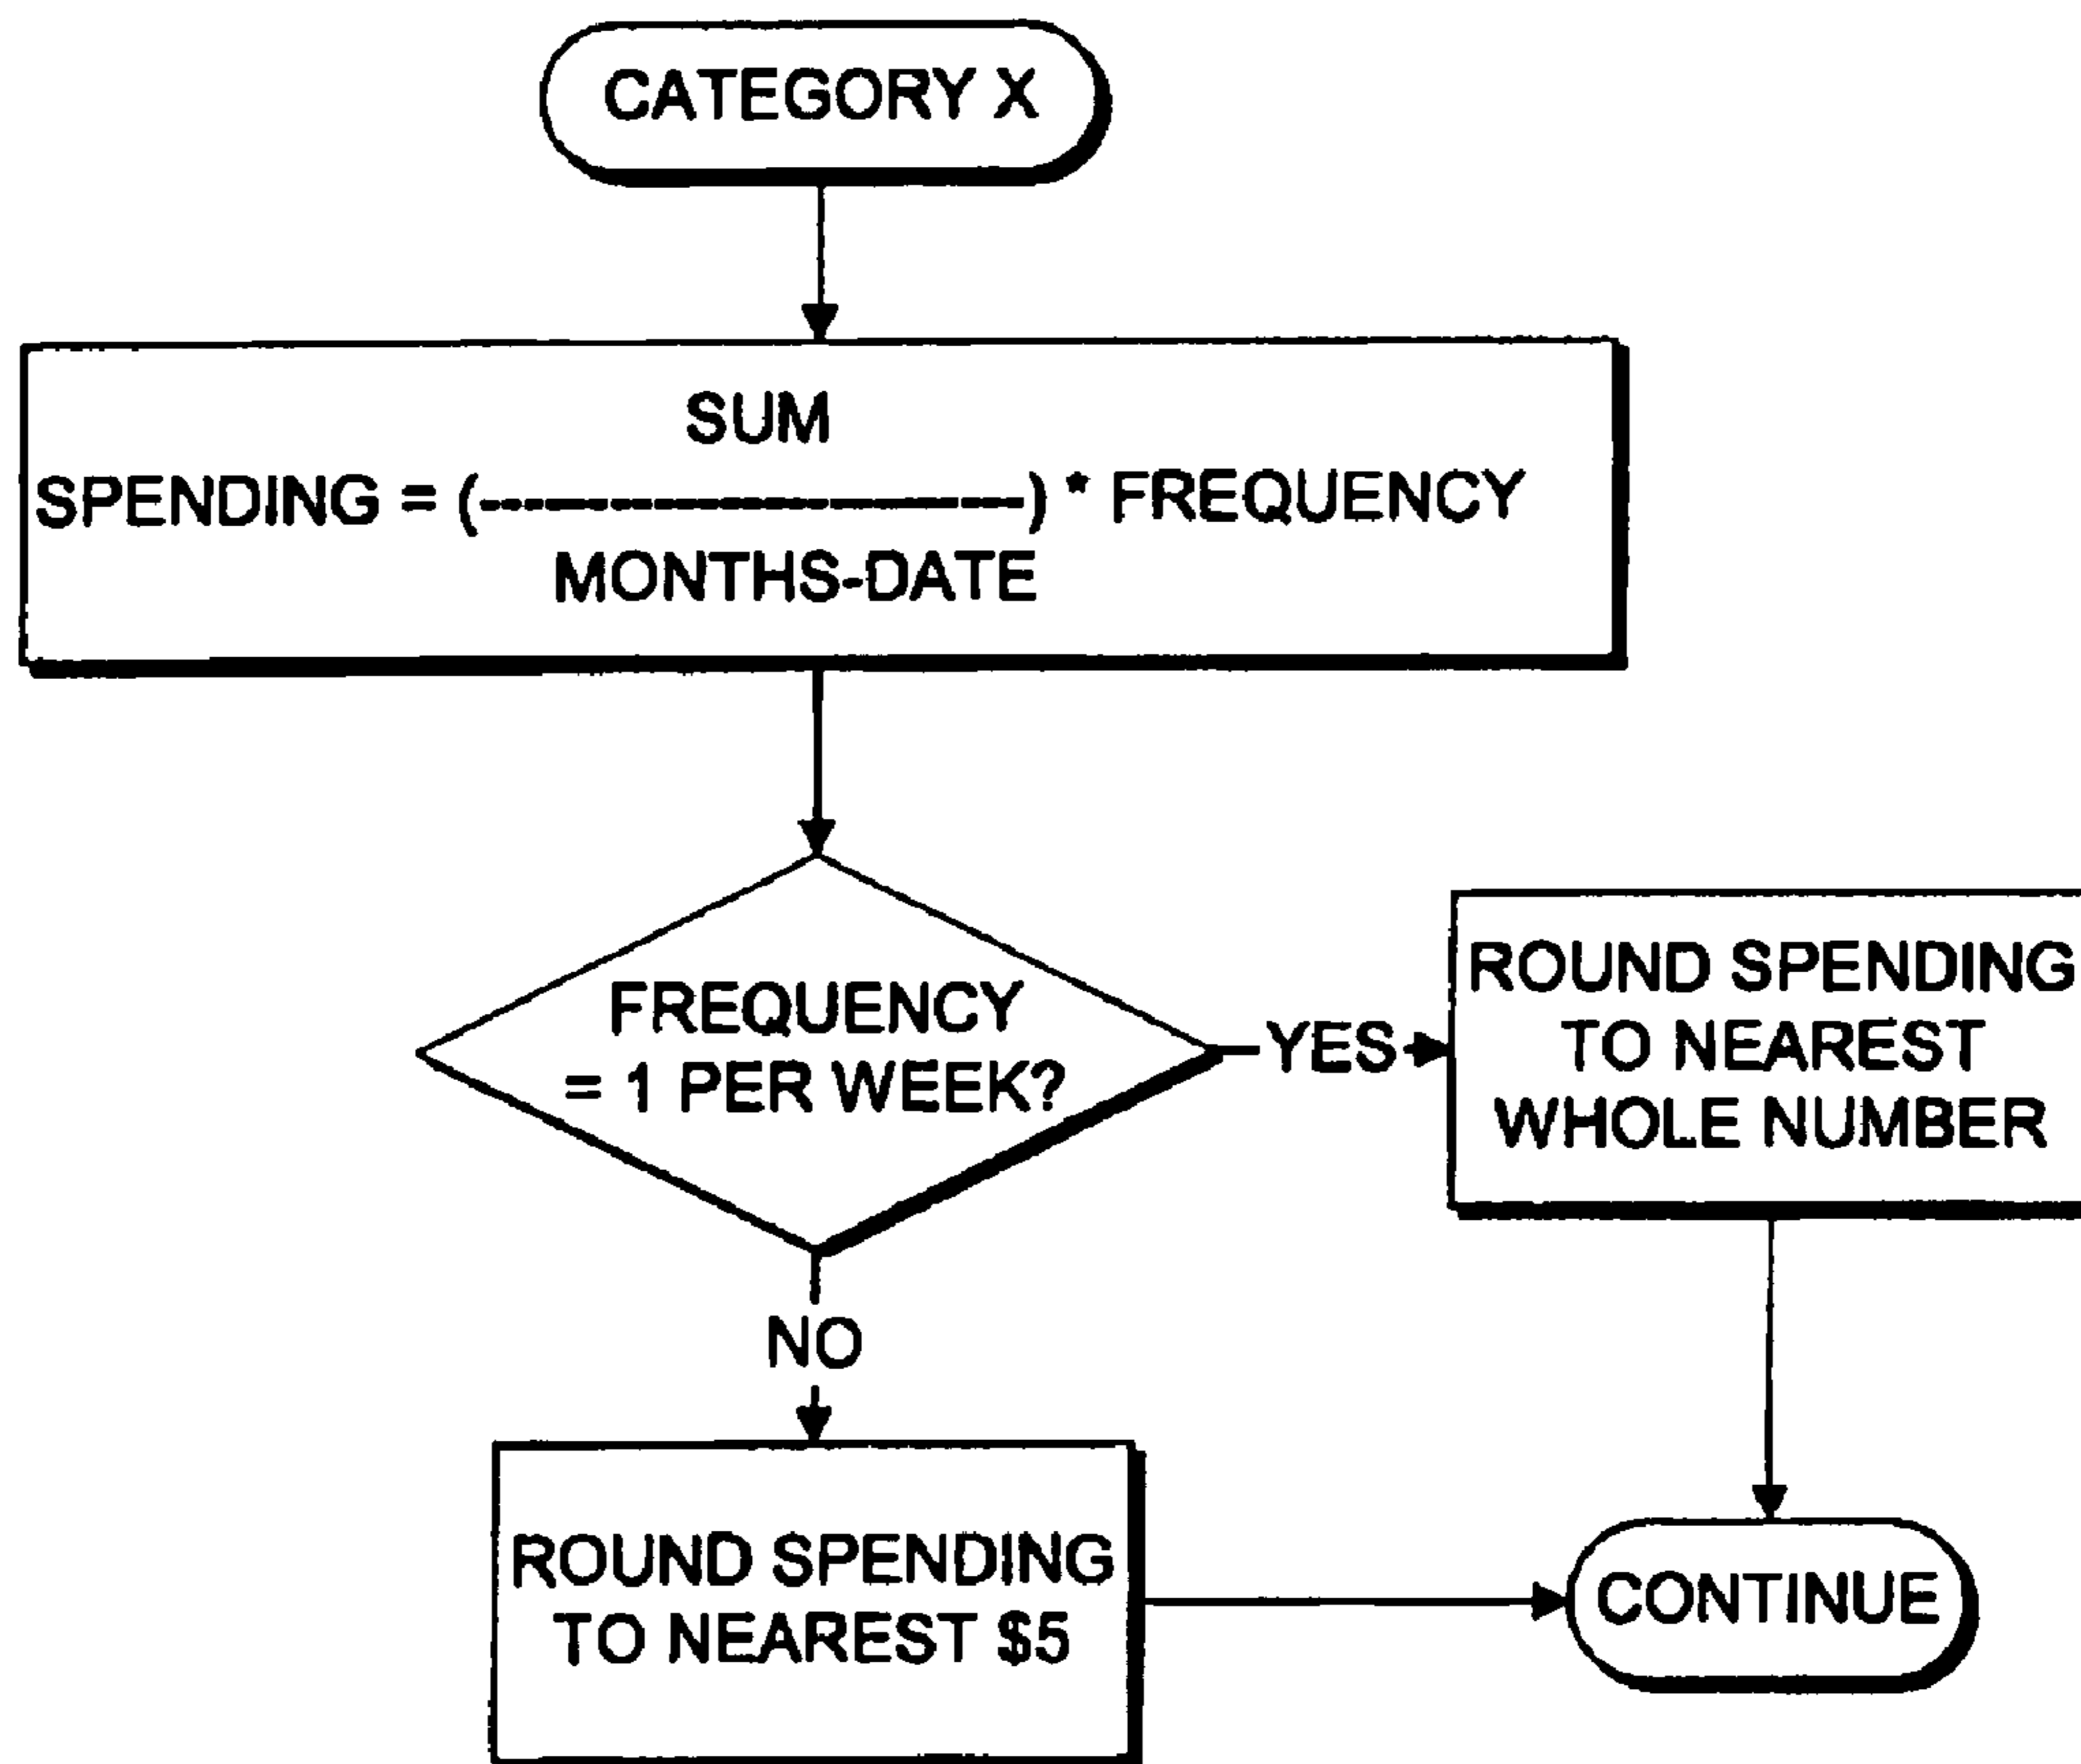 CATEGORY X
SUM
SPENDING = (--------------------) * FREQUENCY
MONTHS-DATE
FREQUENCY
= 1 PER WEEK?
YES
ROUND SPENDING
TO NEAREST
WHOLE NUMBER
NO
ROUND SPENDING
TO NEAREST $5
CONTINUE